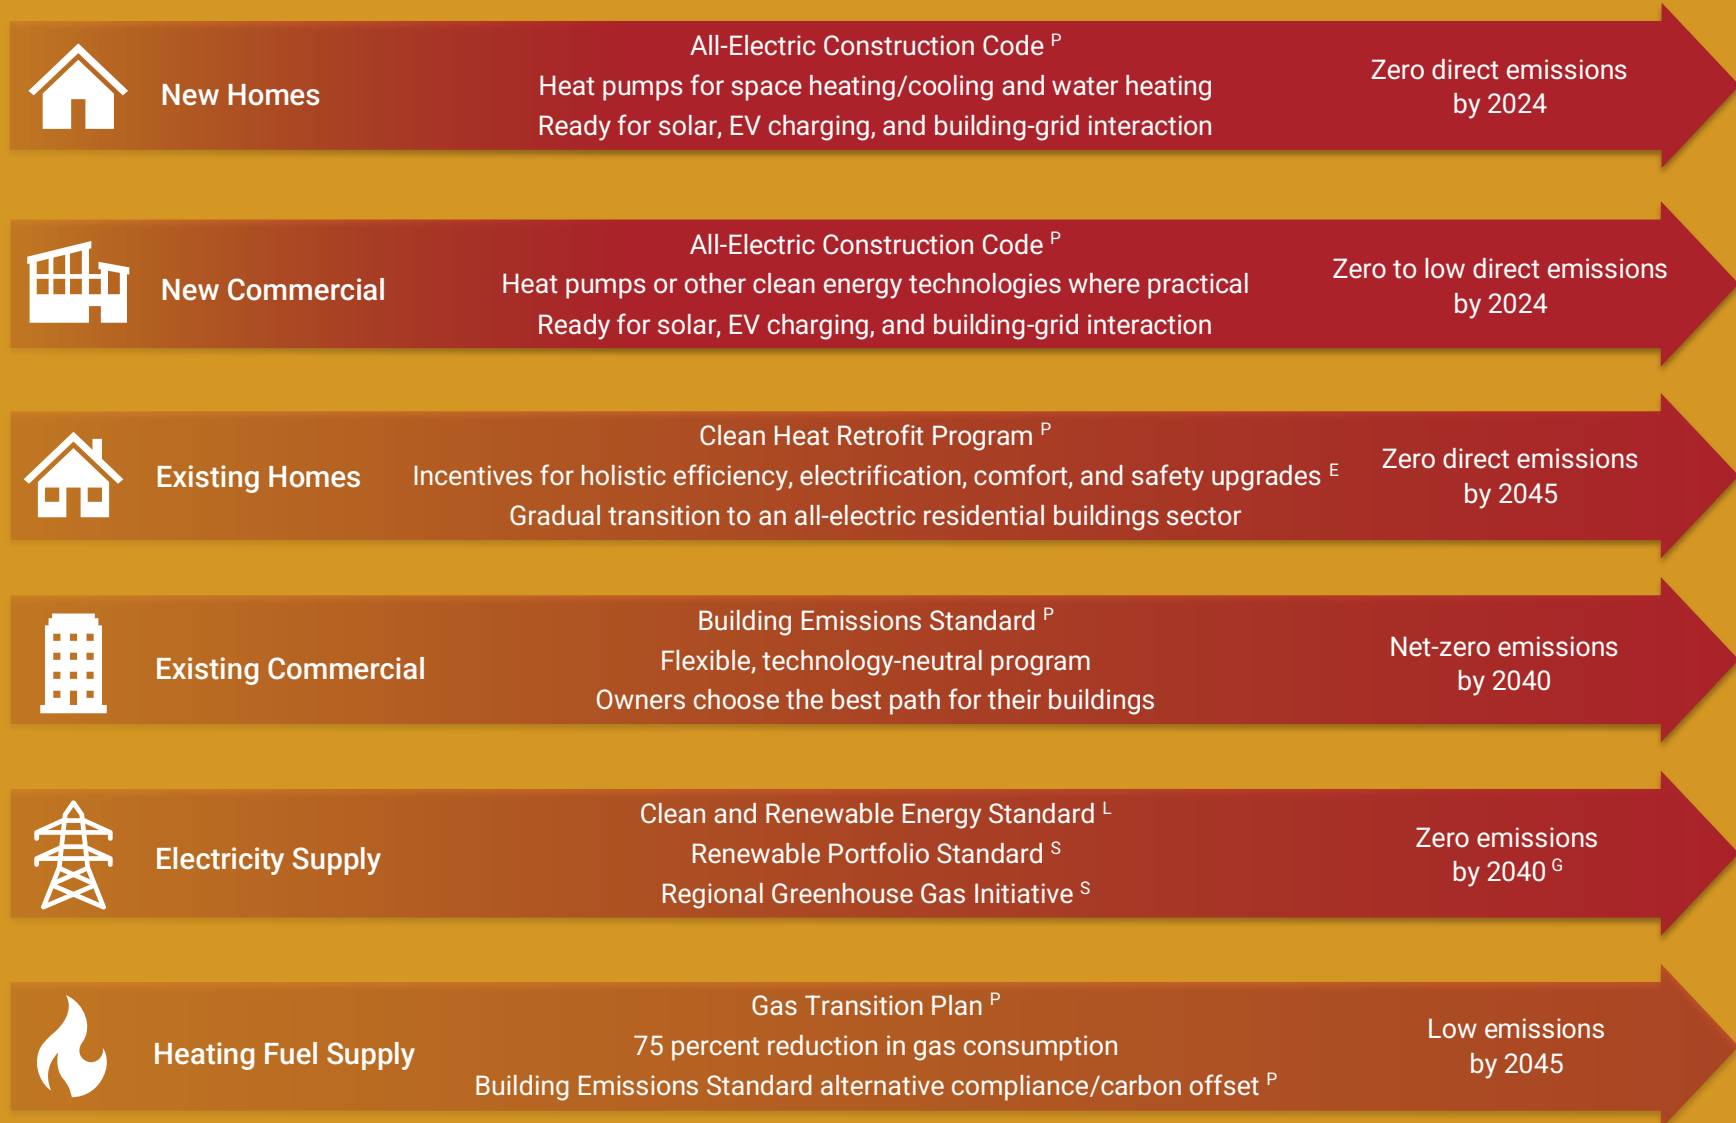 New Homes
All-Electric Construction Code P
Heat pumps for space heating/cooling and water heating
Ready for solar, EV charging, and building-grid interaction
Zero direct emissions
by 2024
New Commercial
All-Electric Construction Code P
Heat pumps or other clean energy technologies where practical
Ready for solar, EV charging, and building-grid interaction
Zero to low direct emissions
by 2024
Existing Homes
Clean Heat Retrofit Program P
Incentives for holistic efficiency, electrification, comfort, and safety upgrades E
Gradual transition to an all-electric residential buildings sector
Zero direct emissions
by 2045
Existing Commercial
Building Emissions Standard P
Flexible, technology-neutral program
Owners choose the best path for their buildings
Net-zero emissions
by 2040
Electricity Supply
Clean and Renewable Energy Standard L
Renewable Portfolio Standard S
Regional Greenhouse Gas Initiative S
Zero emissions
by 2040 G
Heating Fuel Supply
Gas Transition Plan P
75 percent reduction in gas consumption
Building Emissions Standard alternative compliance/carbon offset P
Low emissions
by 2045